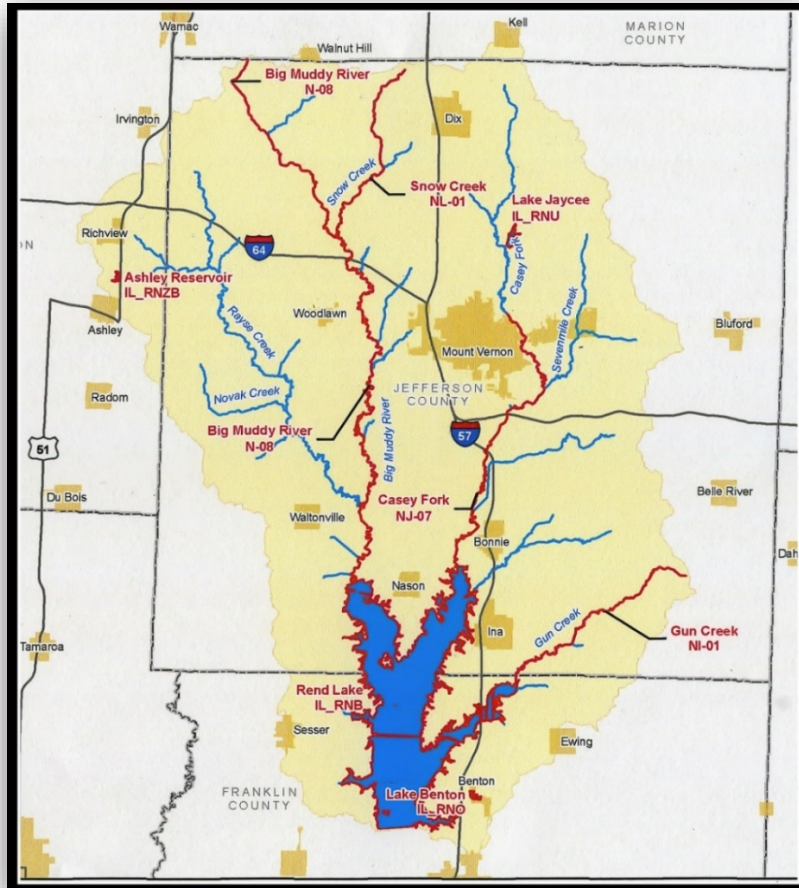 Wamac
Kell
MARION
COUNTY
Walnut Hill
Big Muddy River
N-08
Irvington
Dix
Snow Creek
Snow Creek
NL-01
Lake Jaycee
IL_RNU
Richview
ON
64
Casey Fork
Ashley Reservoir
IL_RNZB
Ashley
Rayse Creek
Woodlawn
Sevenmile Creek
Bluford
Mount Vernon
JEFFERSON
COUNTY
Radom
Novak Creek
Big Muddy River
N-08
Big Muddy River
57
51
Du Bois
Casey Fork
NJ-07
Belle River
Waltonville
Bonnie
Dah
Nason
Tamaroa
Ina
Gun Creek
Gun Creek
NI-01
Rend Lake
IL_RNB
Sesser
Ewing
FRANKLIN
COUNTY
Benton
Lake Benton
IL_RNO